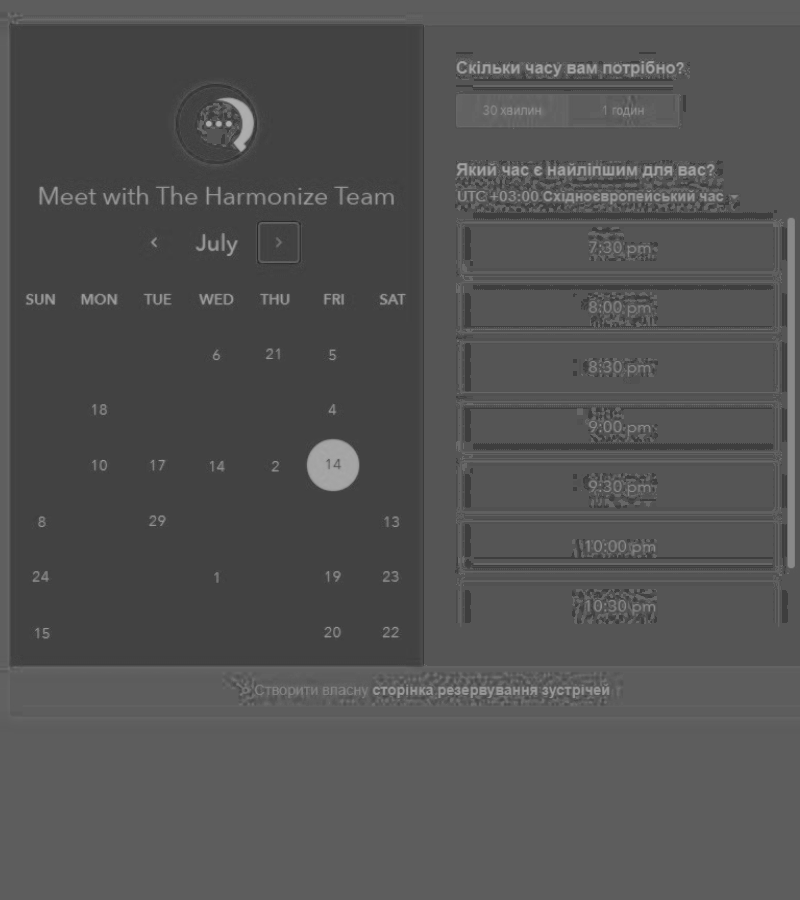 Meet with The Harmonize Team
July
SUN MON TUE WED THU FRI SAT
6 21 5
18 4
10 17 14 2 14
8 29 13
24 1 19 23
15 20 22
Скільки часу вам потрібно?
30 хвилин 1 годин
Який час є найліпшим для вас?
UTC +03:00 Східноєвропейський час
7:30 pm
8:00 pm
8:30 pm
9:00 pm
9:30 pm
10:00 pm
10:30 pm
Створити власну сторінка резервування зустрічей